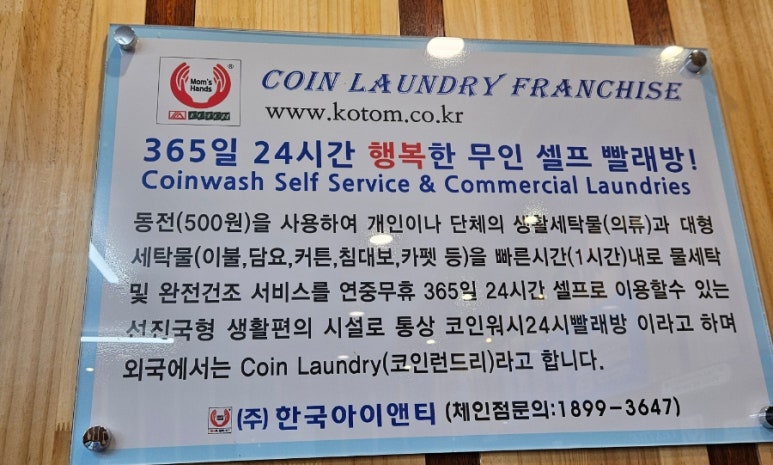 Mom's
Hands
®
COIN LAUNDRY FRANCHISE
www.kotom.co.kr
365일 24시간 행복한 무인 셀프 빨래방!
Coinwash Self Service & Commercial Laundries
동전(500원)을 사용하여 개인이나 단체의 생활세탁물(의류)과 대형
세탁물(이불,담요,커튼,침대보,카펫 등)을 빠른시간(1시간)내로 물세탁
및 완전건조 서비스를 연중무휴 365일 24시간 셀프로 이용할수 있는
선진국형 생활편의 시설로 통상 코인워시24시빨래방 이라고 하며
외국에서는 Coin Laundry(코인런드리)라고 합니다.
(주) 한국아이앤티 (체인점문의:1899-3647)